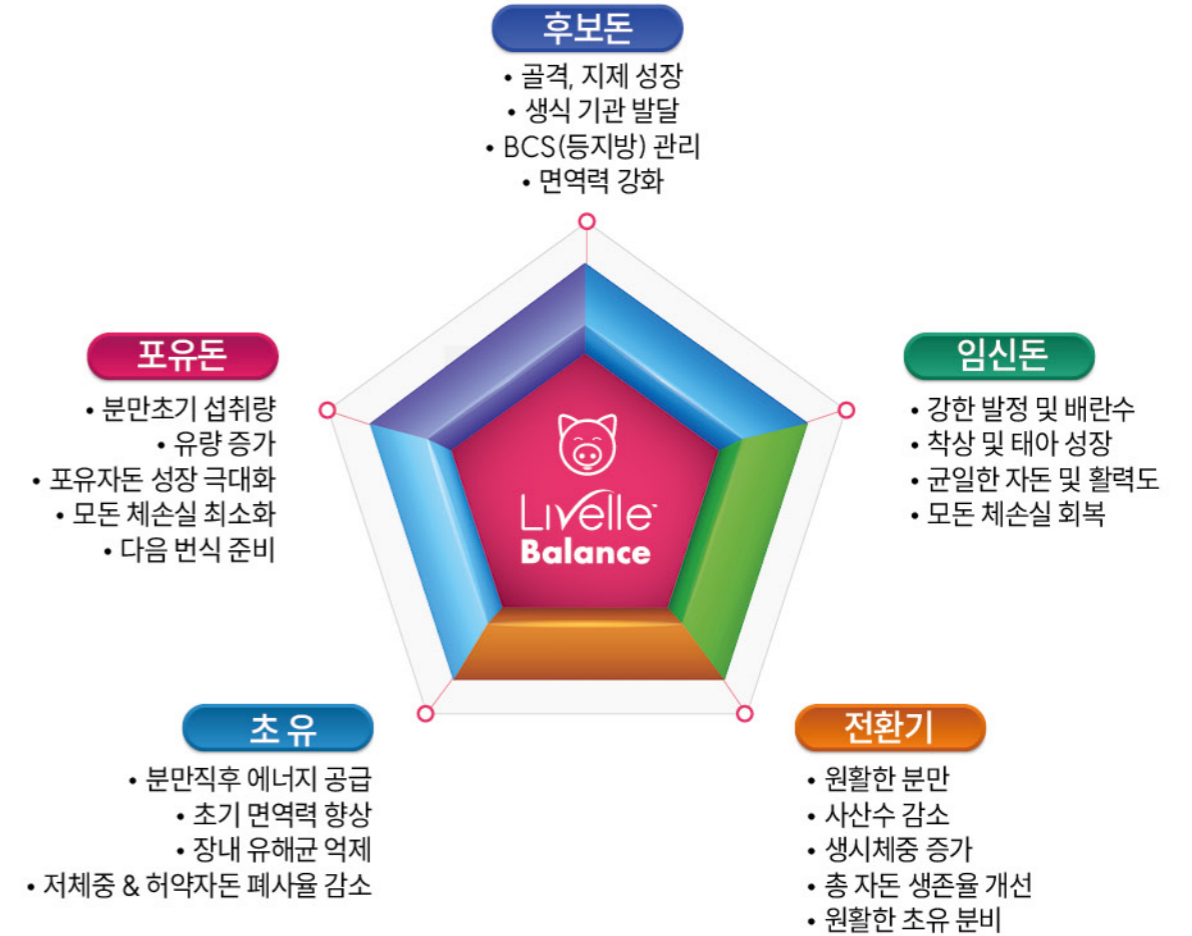 후보돈
• 골격, 지제 성장
• 생식 기관 발달
• BCS(등지방) 관리
• 면역력 강화
포유돈
• 분만초기 섭취량
• 유량 증가
• 포유자돈 성장 극대화
• 모돈 체손실 최소화
• 다음 번식 준비
임신돈
• 강한 발정 및 배란수
• 착상 및 태아 성장
• 균일한 자돈 및 활력도
• 모돈 체손실 회복
Livelle™
Balance
초 유
• 분만직후 에너지 공급
• 초기 면역력 향상
• 장내 유해균 억제
• 저체중 & 허약자돈 폐사율 감소
전환기
• 원활한 분만
• 사산수 감소
• 생시체중 증가
• 총 자돈 생존율 개선
• 원활한 초유 분비